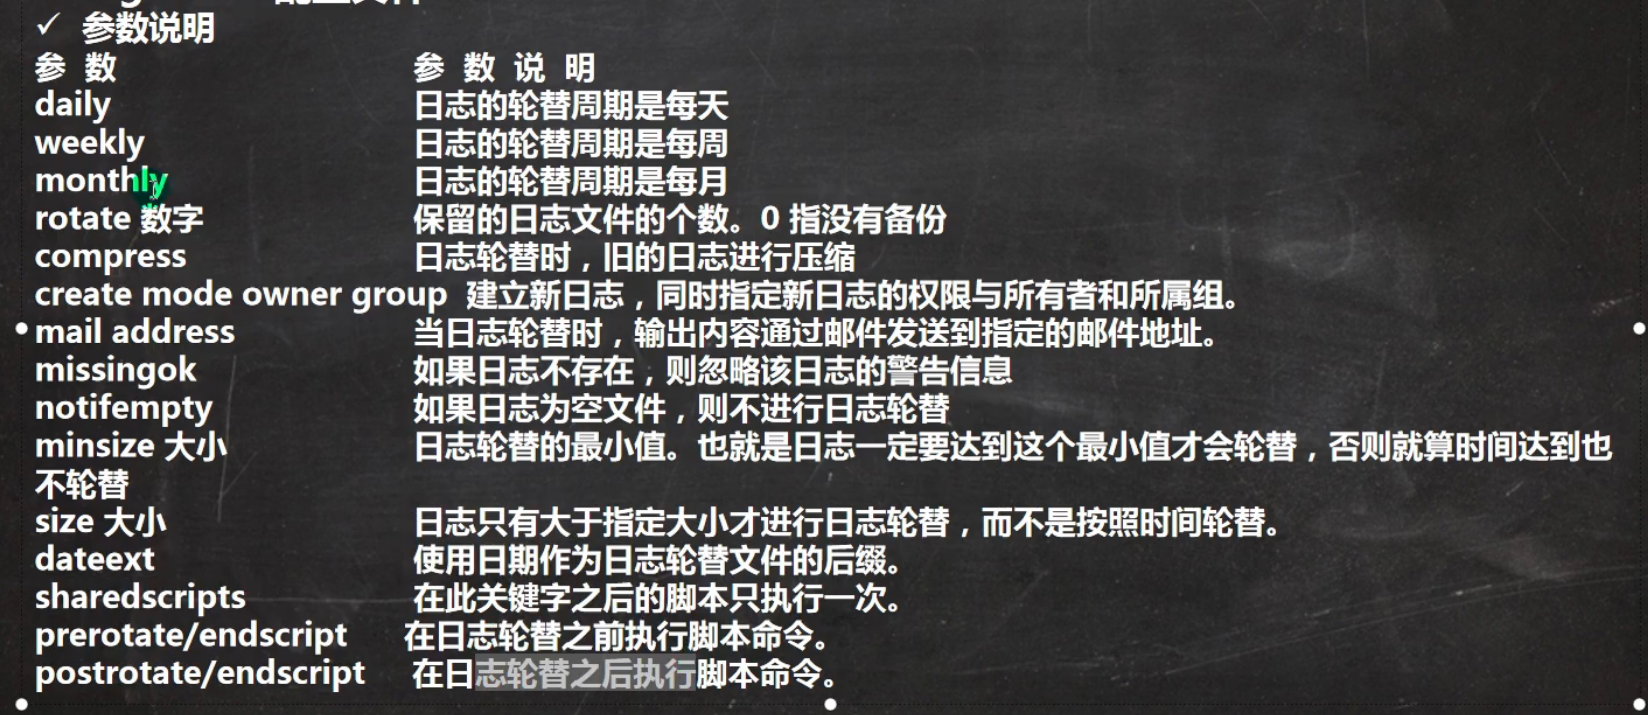 ✓ 参数说明
参 数 参 数 说 明
daily 日志的轮替周期是每天
weekly 日志的轮替周期是每周
monthly 日志的轮替周期是每月
rotate 数字 保留的日志文件的个数。0 指没有备份
compress 日志轮替时，旧的日志进行压缩
create mode owner group 建立新日志，同时指定新日志的权限与所有者和所属组。
mail address 当日志轮替时，输出内容通过邮件发送到指定的邮件地址。
missingok 如果日志不存在，则忽略该日志的警告信息
notifempty 如果日志为空文件，则不进行日志轮替
minsize 大小 日志轮替的最小值。也就是日志一定要达到这个最小值才会轮替，否则就算时间达到也
不轮替
size 大小 日志只有大于指定大小才进行日志轮替，而不是按照时间轮替。
dateext 使用日期作为日志轮替文件的后缀。
sharedscripts 在此关键字之后的脚本只执行一次。
prerotate/endscript 在日志轮替之前执行脚本命令。
postrotate/endscript 在日志轮替之后执行脚本命令。